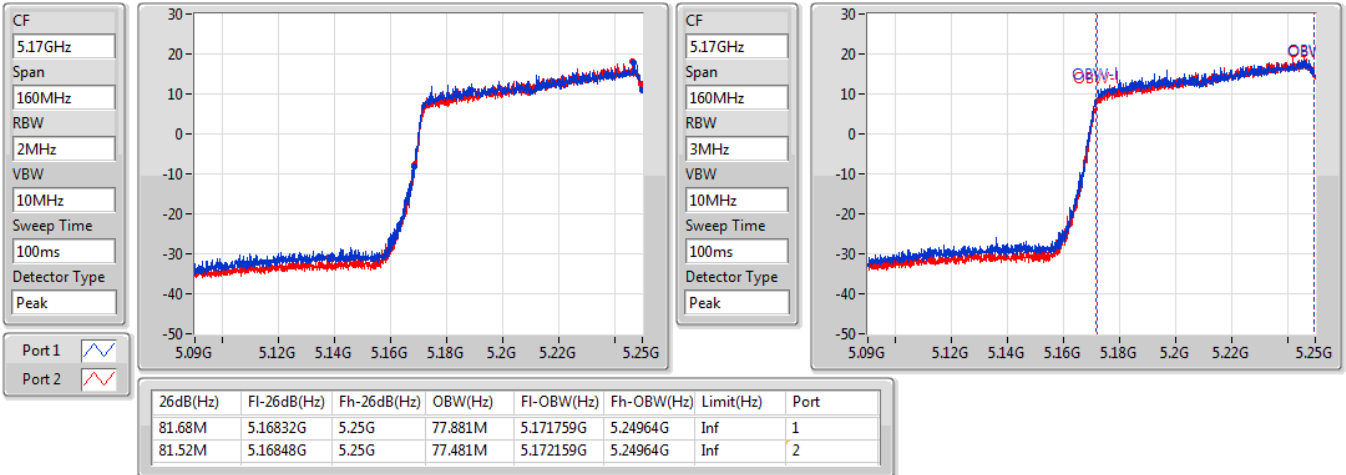 CF
5.17GHz
Span
160MHz
RBW
2MHz
VBW
10MHz
Sweep Time
100ms
Detector Type
Peak
Port 1
Port 2
30
20
10
0
-10
-20
-30
-40
-50
5.09G 5.12G 5.14G 5.16G 5.18G 5.2G 5.22G 5.25G
CF
5.17GHz
Span
160MHz
RBW
3MHz
VBW
10MHz
Sweep Time
100ms
Detector Type
Peak
30
20
10
0
-10
-20
-30
-40
-50
OBW-l
OBW
5.09G 5.12G 5.14G 5.16G 5.18G 5.2G 5.22G 5.25G
26dB(Hz) Fl-26dB(Hz) Fh-26dB(Hz) OBW(Hz) Fl-OBW(Hz) Fh-OBW(Hz) Limit(Hz) Port
81.68M 5.16832G 5.25G 77.881M 5.171759G 5.24964G Inf 1
81.52M 5.16848G 5.25G 77.481M 5.172159G 5.24964G Inf 2